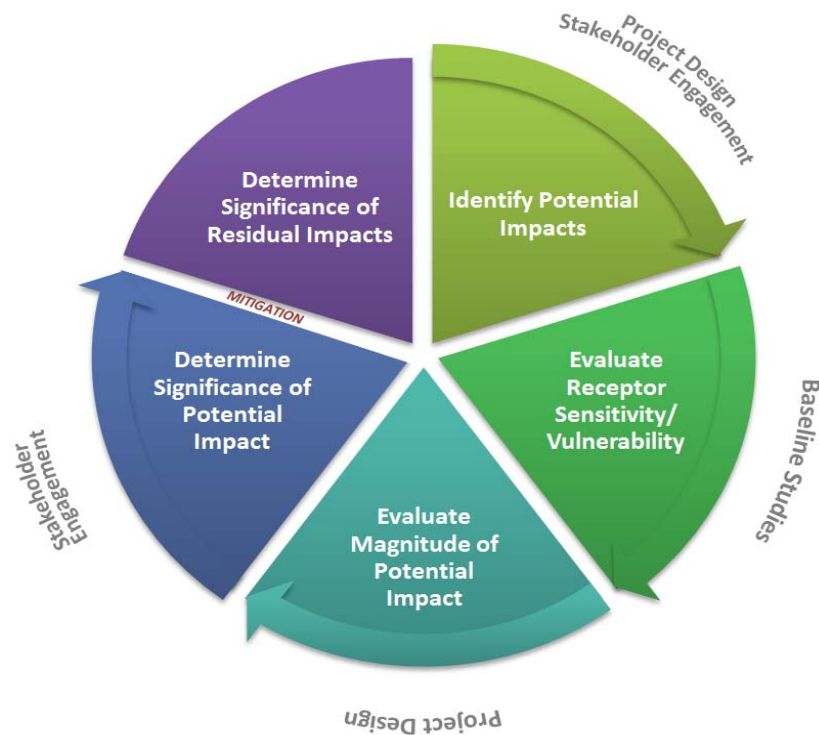 Project Design
Stakeholder Engagement
Identify Potential
Impacts
Evaluate
Receptor
Sensitivity/
Vulnerability
Baseline Studies
Evaluate
Magnitude of
Potential
Impact
Project Design
Determine
Significance of
Potential
Impact
Stakeholder
Engagement
MITIGATION
Determine
Significance of
Residual Impacts